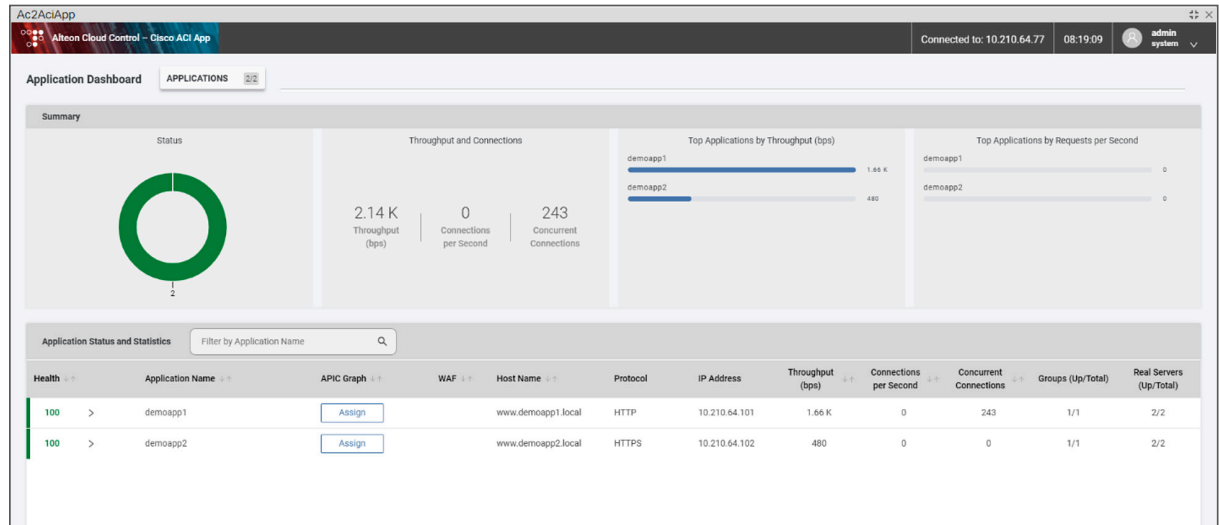 Ac2AciApp
Alteon Cloud Control – Cisco ACI App
Connected to: 10.210.64.77
08:19:09
admin
system
Application Dashboard
APPLICATIONS 2/2
Summary
Status
2
Throughput and Connections
2.14 K 0 243
Throughput Connections Concurrent
(bps) per Second Connections
Top Applications by Throughput (bps)
demoapp1
1.66 K
demoapp2
480
Top Applications by Requests per Second
demoapp1
0
demoapp2
0
Application Status and Statistics
Filter by Application Name
Health Application Name APIC Graph WAF Host Name Protocol IP Address Throughput (bps) Connections per Second Concurrent Connections Groups (Up/Total) Real Servers (Up/Total)
100 > demoapp1 Assign www.demoapp1.local HTTP 10.210.64.101 1.66 K 0 243 1/1 2/2
100 > demoapp2 Assign www.demoapp2.local HTTPS 10.210.64.102 480 0 0 1/1 2/2